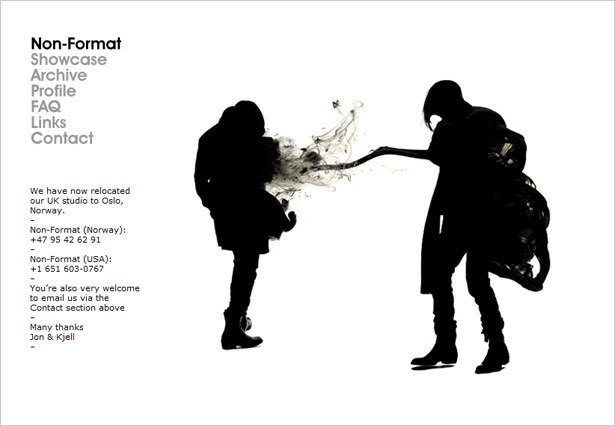 Non-Format
Showcase
Archive
Profile
FAQ
Links
Contact
We have now relocated
our UK studio to Oslo,
Norway.
–
Non-Format (Norway):
+47 95 42 62 91
–
Non-Format (USA):
+1 651 603-0767
–
You’re also very welcome
to email us via the
Contact section above
–
Many thanks
Jon & Kjell
–